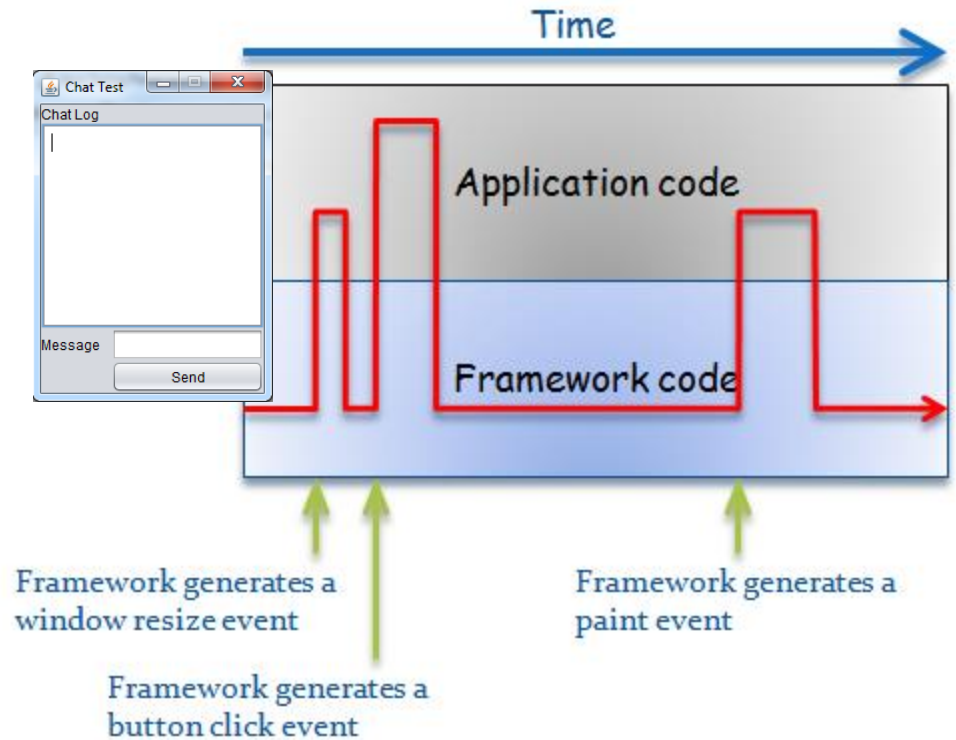 Time
Chat Test
Chat Log
Application code
Message
Send
Framework code
Framework generates a
window resize event
Framework generates a
paint event
Framework generates a
button click event